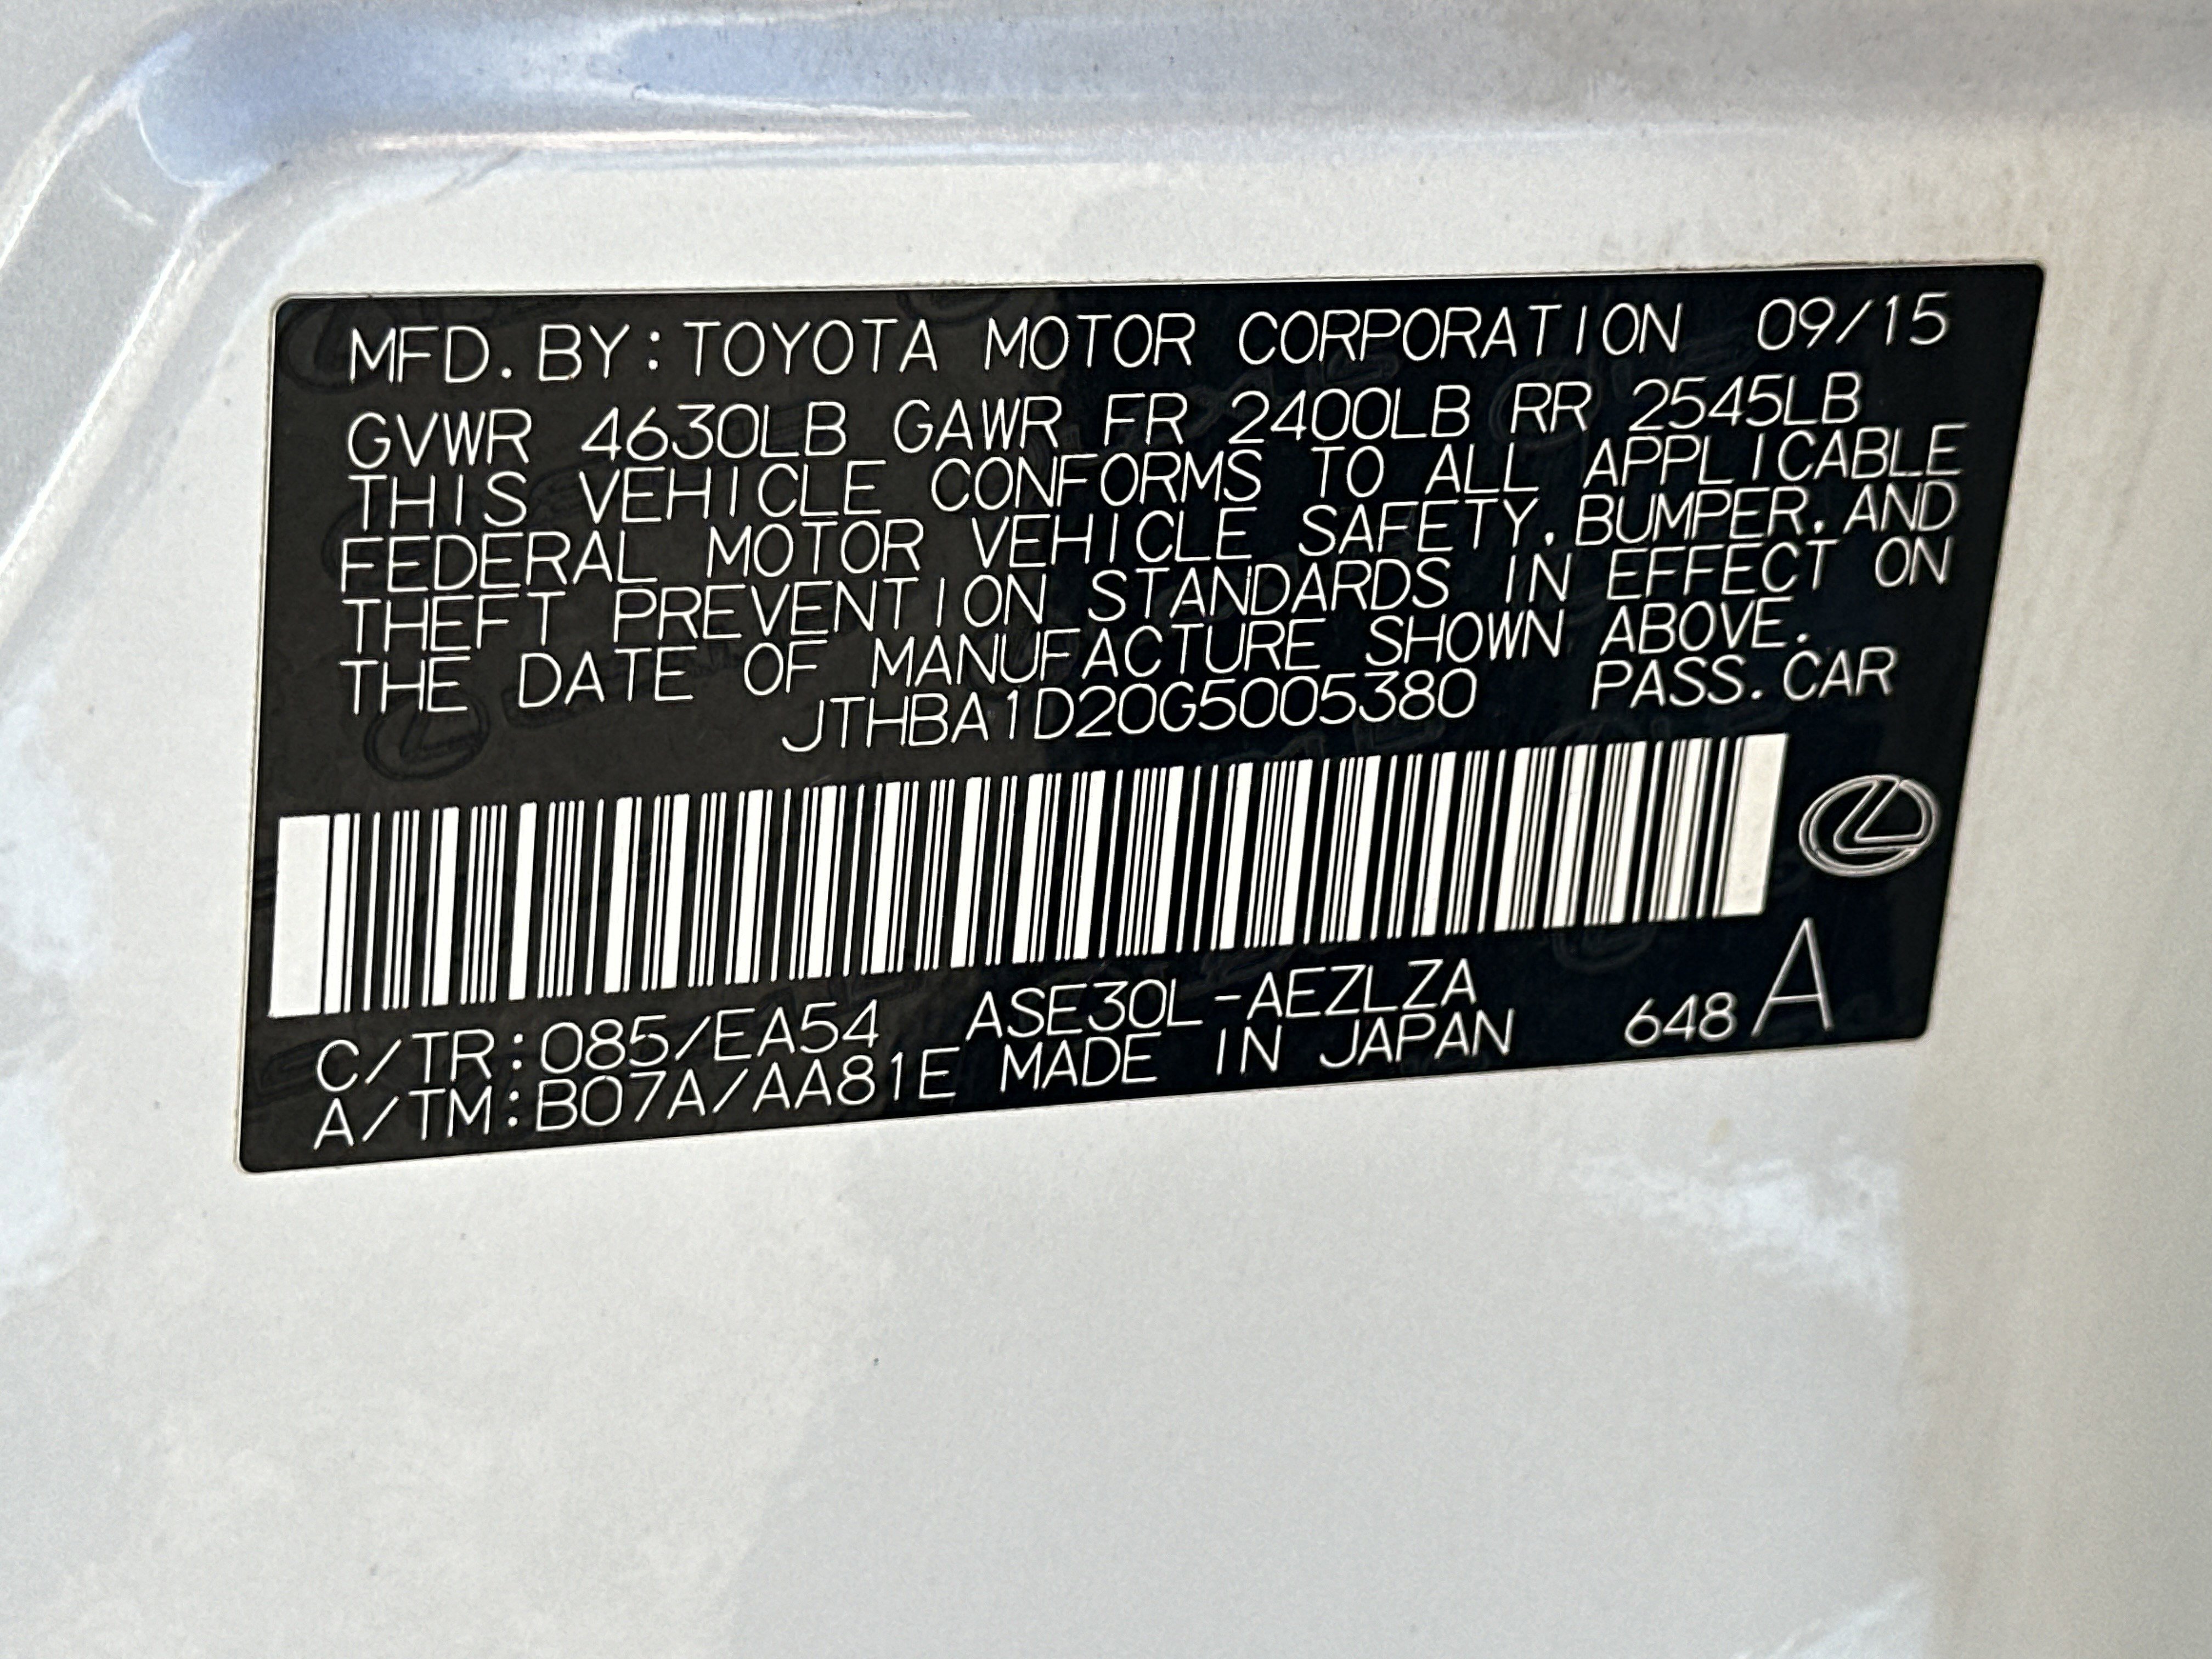 MFD. BY: TOYOTA MOTOR CORPORATION 09/15
GVWR 4630LB GAWR FR 2400LB RR 2545LB
THIS VEHICLE CONFORMS TO ALL APPLICABLE
FEDERAL MOTOR VEHICLE SAFETY, BUMPER, AND
THEFT PREVENTION STANDARDS IN EFFECT ON
THE DATE OF MANUFACTURE SHOWN ABOVE.
JTHBA1D20G5005380 PASS. CAR
C/TR: 085/EA54 ASE30L-AEZLZA
A/TM: B07A/AA81E MADE IN JAPAN 648 A